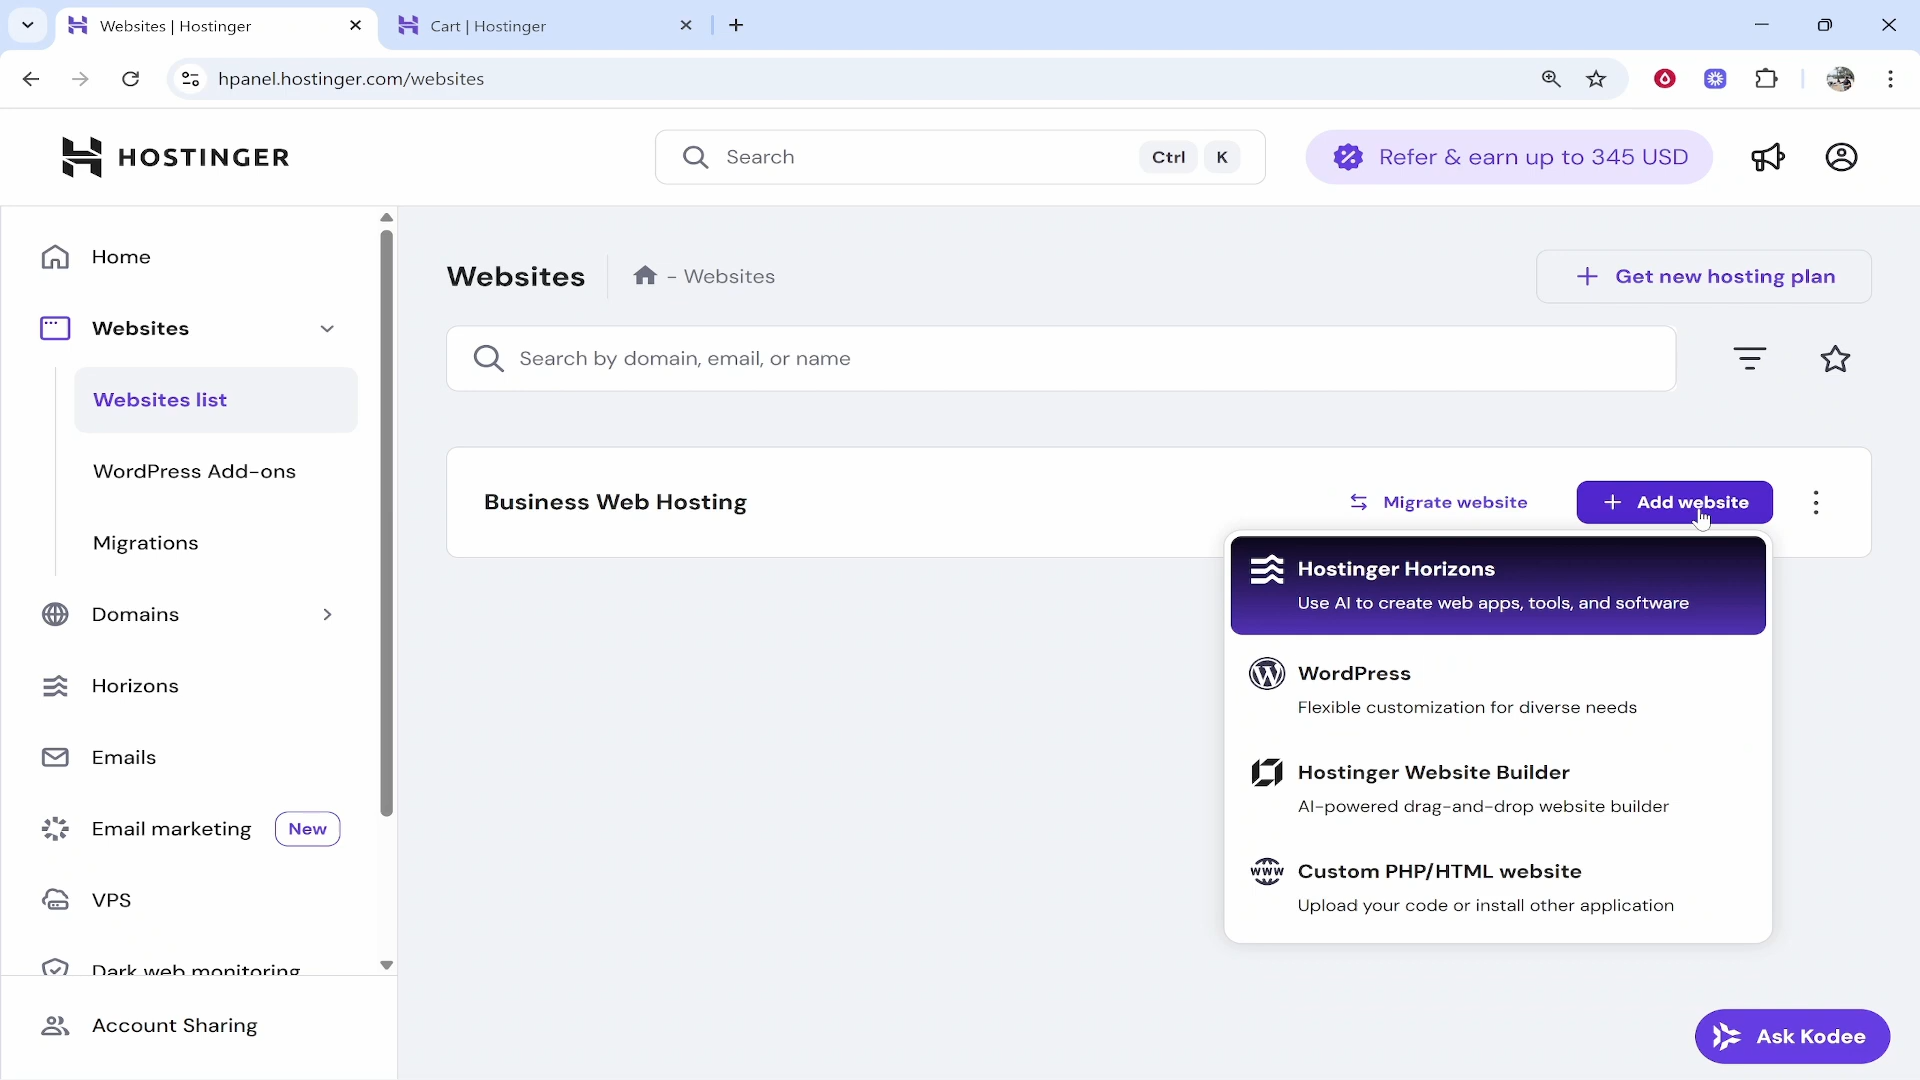 Websites | Hostinger
Cart | Hostinger
hpanel.hostinger.com/websites
HOSTINGER
Search
Ctrl K
Refer & earn up to 345 USD
Home
Websites
Websites list
WordPress Add-ons
Migrations
Domains
Horizons
Emails
Email marketing New
VPS
Dark web monitoring
Account Sharing
Websites
- Websites
Get new hosting plan
Search by domain, email, or name
Business Web Hosting
Migrate website
Add website
Hostinger Horizons
Use AI to create web apps, tools, and software
WordPress
Flexible customization for diverse needs
Hostinger Website Builder
AI-powered drag-and-drop website builder
www
Custom PHP/HTML website
Upload your code or install other application
Ask Kodee